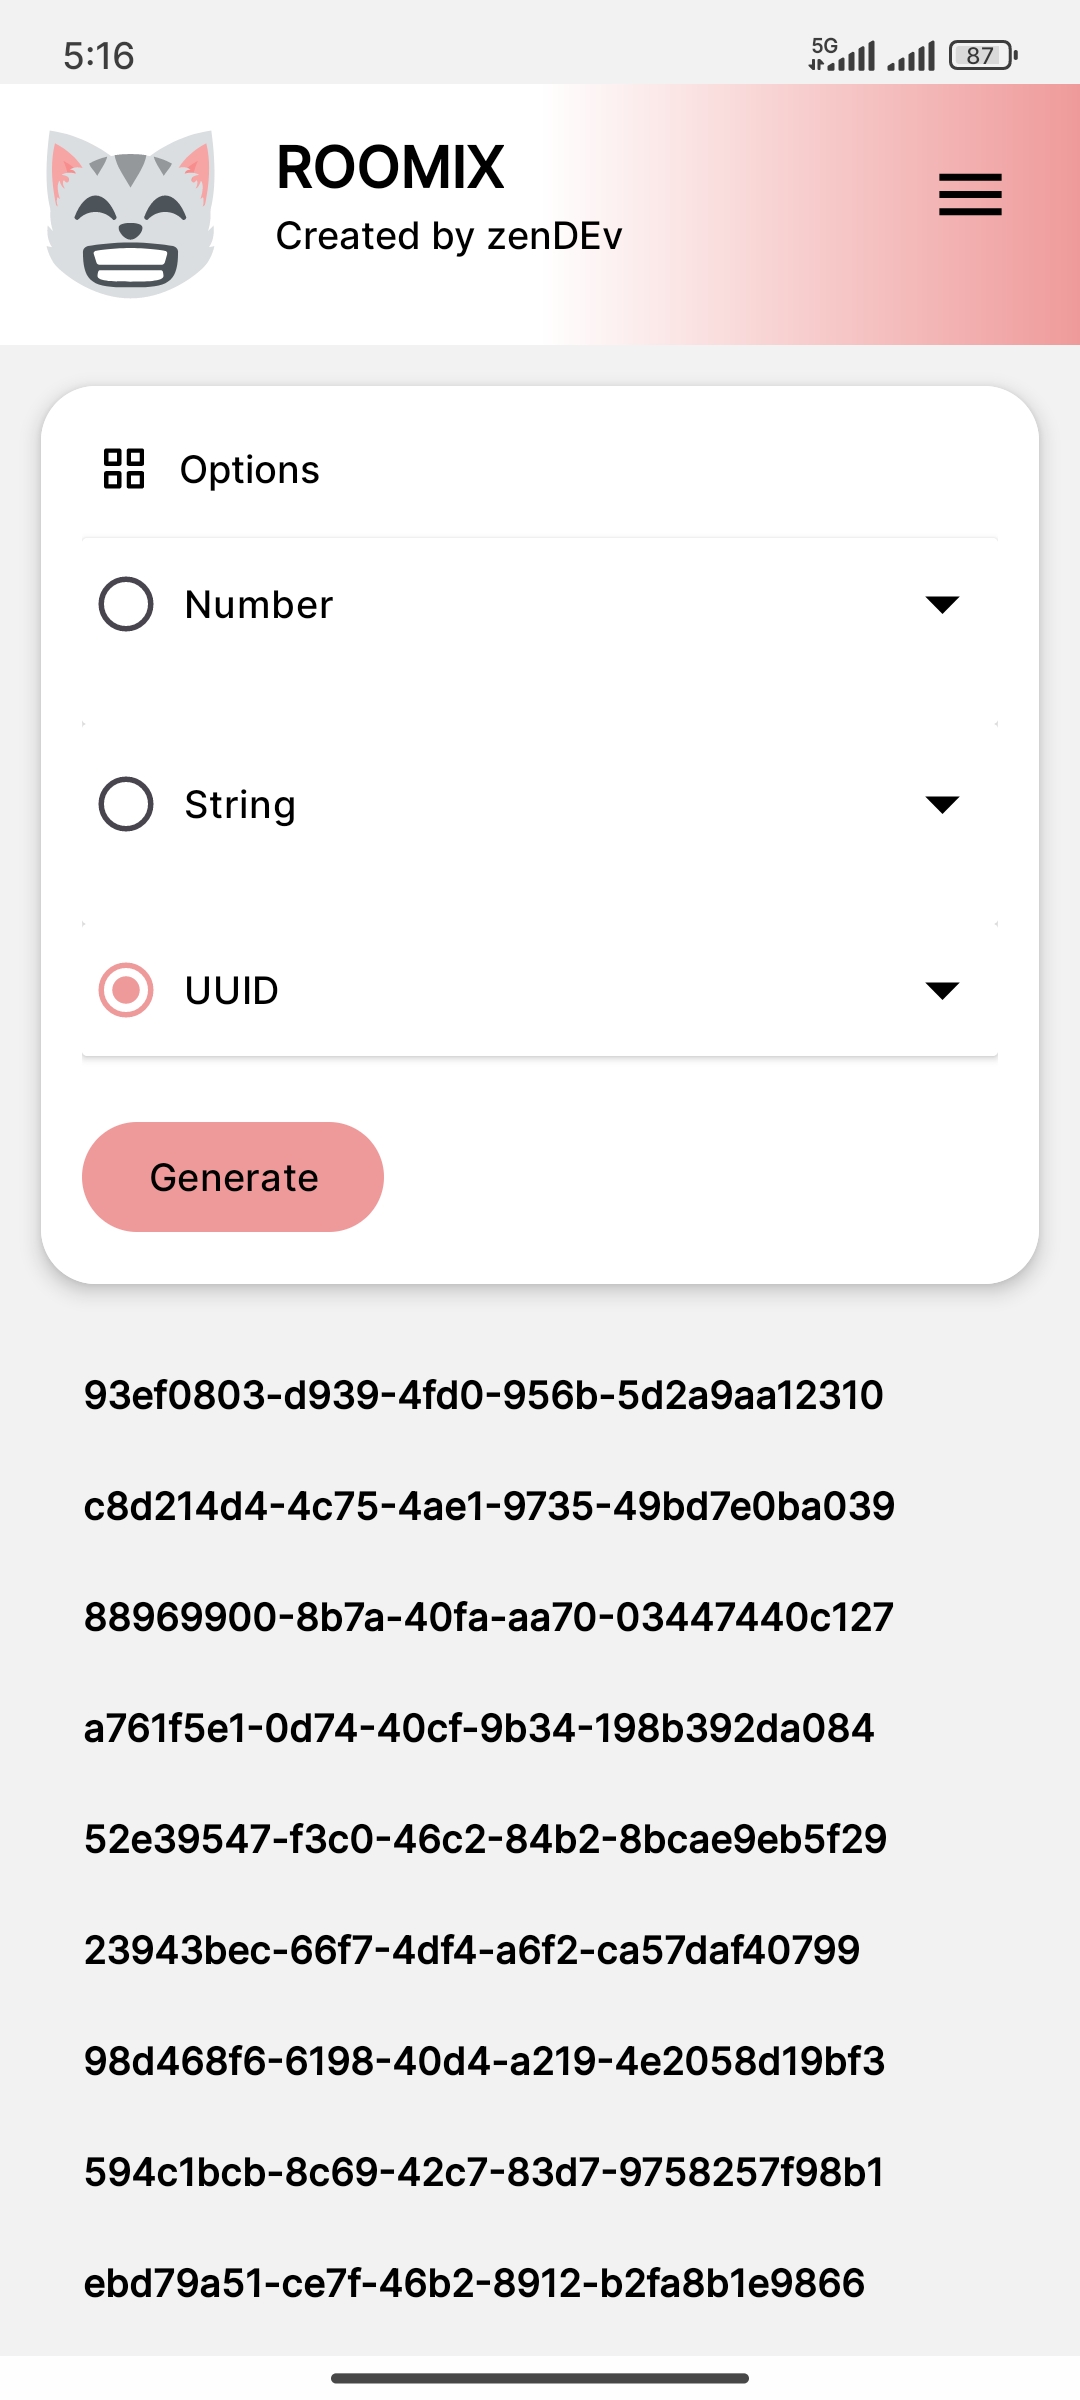 5:16
5G
87
ROOMIX
Created by zenDEv
Options
Number
String
UUID
Generate
93ef0803-d939-4fd0-956b-5d2a9aa12310
c8d214d4-4c75-4ae1-9735-49bd7e0ba039
88969900-8b7a-40fa-aa70-03447440c127
a761f5e1-0d74-40cf-9b34-198b392da084
52e39547-f3c0-46c2-84b2-8bcae9eb5f29
23943bec-66f7-4df4-a6f2-ca57daf40799
98d468f6-6198-40d4-a219-4e2058d19bf3
594c1bcb-8c69-42c7-83d7-9758257f98b1
ebd79a51-ce7f-46b2-8912-b2fa8b1e9866